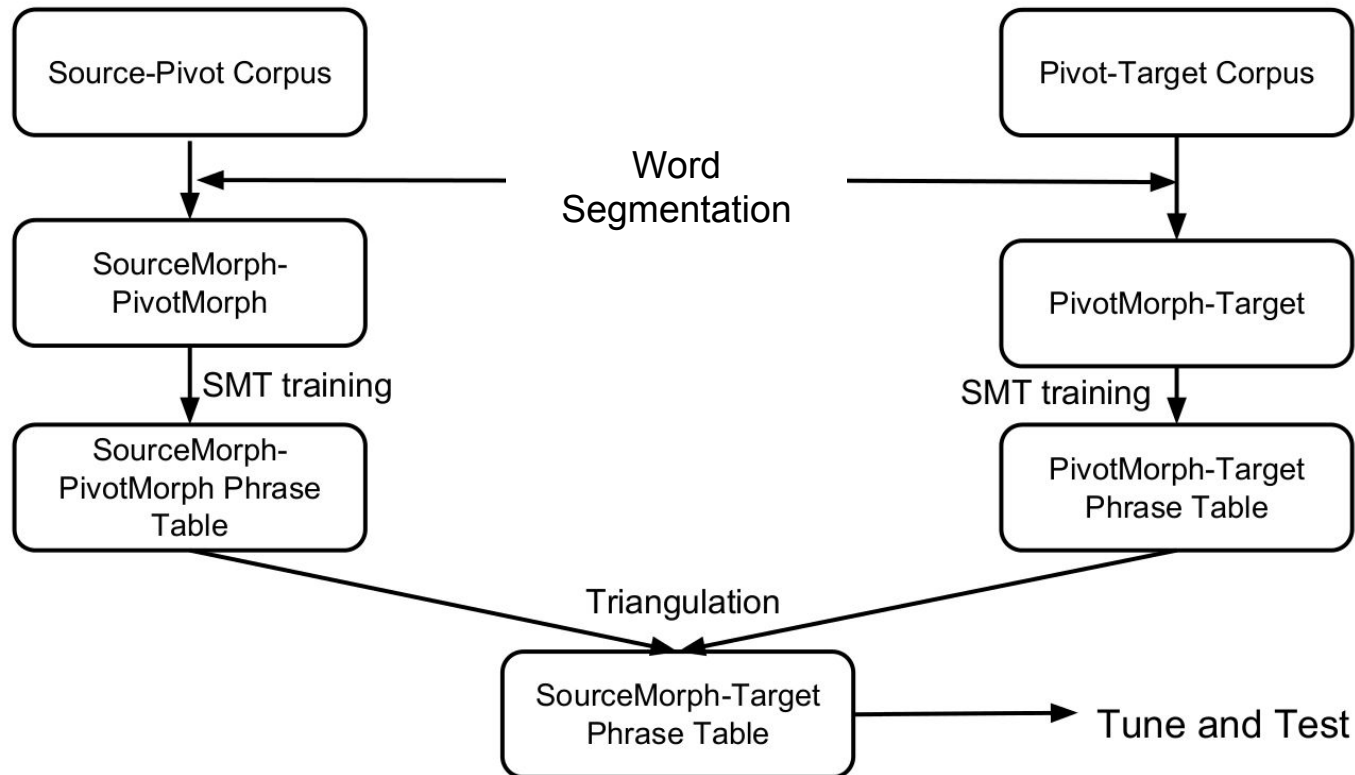 Source-Pivot Corpus
Pivot-Target Corpus
Word
Segmentation
SourceMorph-
PivotMorph
PivotMorph-Target
SMT training
SMT training
SourceMorph-
PivotMorph Phrase
Table
PivotMorph-Target
Phrase Table
Triangulation
SourceMorph-Target
Phrase Table
Tune and Test